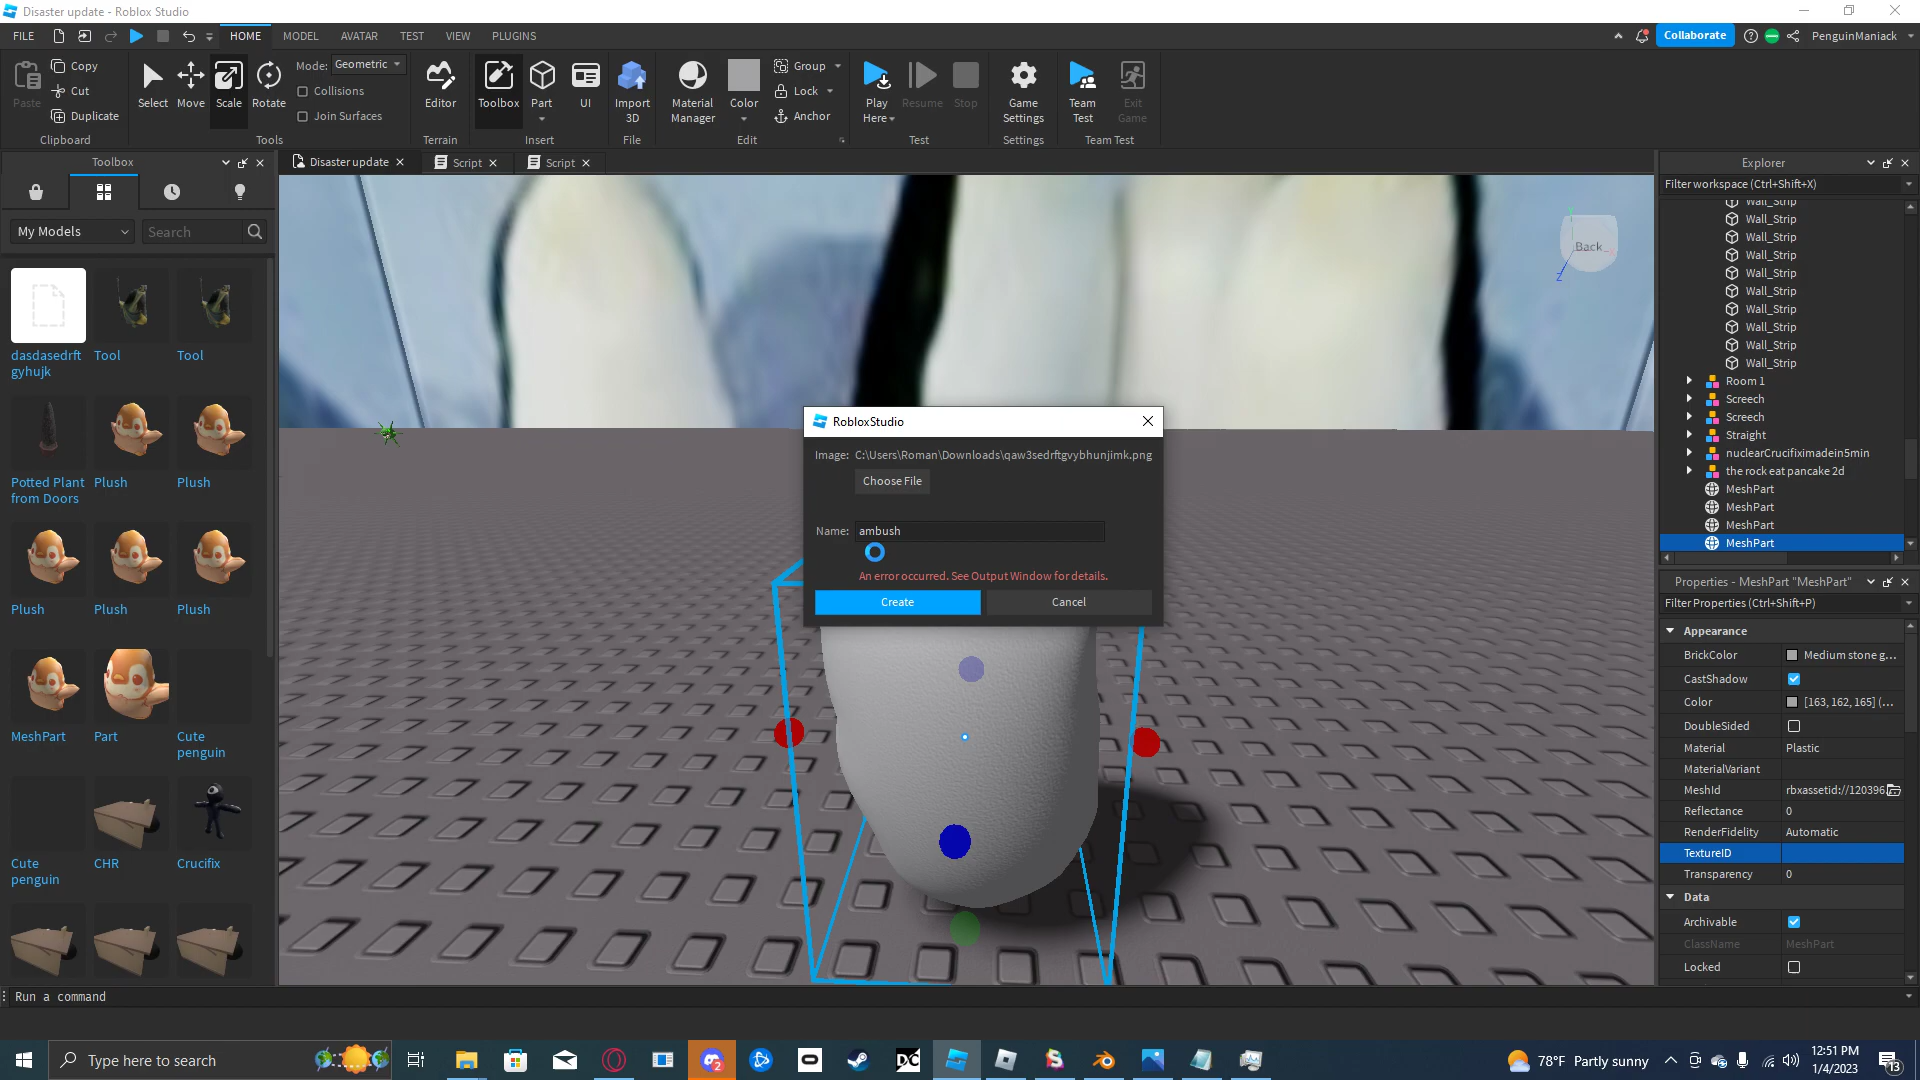 Disaster update - Roblox Studio
FILE
HOME
MODEL
AVATAR
TEST
VIEW
PLUGINS
Collaborate
PenguinManiack
Paste
Copy
Cut
Duplicate
Clipboard
Select
Move
Scale
Rotate
Mode:
Geometric
Collisions
Join Surfaces
Tools
Editor
Terrain
Toolbox
Part
UI
Insert
Import
3D
File
Material
Manager
Color
Group
Lock
Anchor
Edit
Play
Here
Resume
Stop
Test
Game
Settings
Settings
Team
Test
Exit
Game
Team Test
Toolbox
Disaster update
Script
Script
Explorer
Filter workspace (Ctrl+Shift+X)
My Models
Search
dasdasedrft
gyhujk
Tool
Tool
Potted Plant
from Doors
Plush
Plush
Plush
Plush
Plush
MeshPart
Part
Cute
penguin
Cute
penguin
CHR
Crucifix
Back
Z
RobloxStudio
Image: C:\Users\Roman\Downloads\qaw3sedrftgvybhunjimk.png
Choose File
Name: ambush
An error occurred. See Output Window for details.
Create
Cancel
Wall_Strip
Wall_Strip
Wall_Strip
Wall_Strip
Wall_Strip
Wall_Strip
Wall_Strip
Wall_Strip
Wall_Strip
Wall_Strip
Room 1
Screech
Screech
Straight
nuclearCrucifiximadein5min
the rock eat pancake 2d
MeshPart
MeshPart
MeshPart
MeshPart
Properties - MeshPart "MeshPart"
Filter Properties (Ctrl+Shift+P)
Appearance
BrickColor Medium stone g...
CastShadow
Color [163, 162, 165] (...
DoubleSided
Material Plastic
MaterialVariant
MeshId rbxassetid://120396
Reflectance 0
RenderFidelity Automatic
TextureID
Transparency 0
Data
Archivable
ClassName MeshPart
Locked
Run a command
Type here to search
2
DC
78°F Partly sunny
12:51 PM
1/4/2023
13